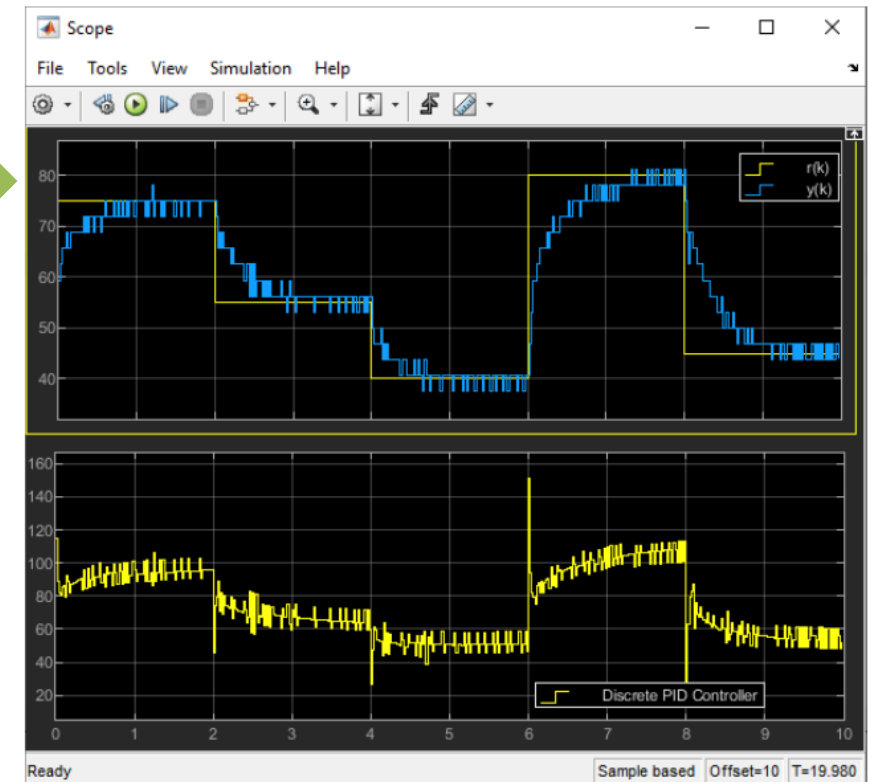 Scope
File Tools View Simulation Help
80
70
60
50
40
r(k)
y(k)
160
140
120
100
80
60
40
20
Discrete PID Controller
0 1 2 3 4 5 6 7 8 9 10
Ready Sample based Offset=10 T=19.980